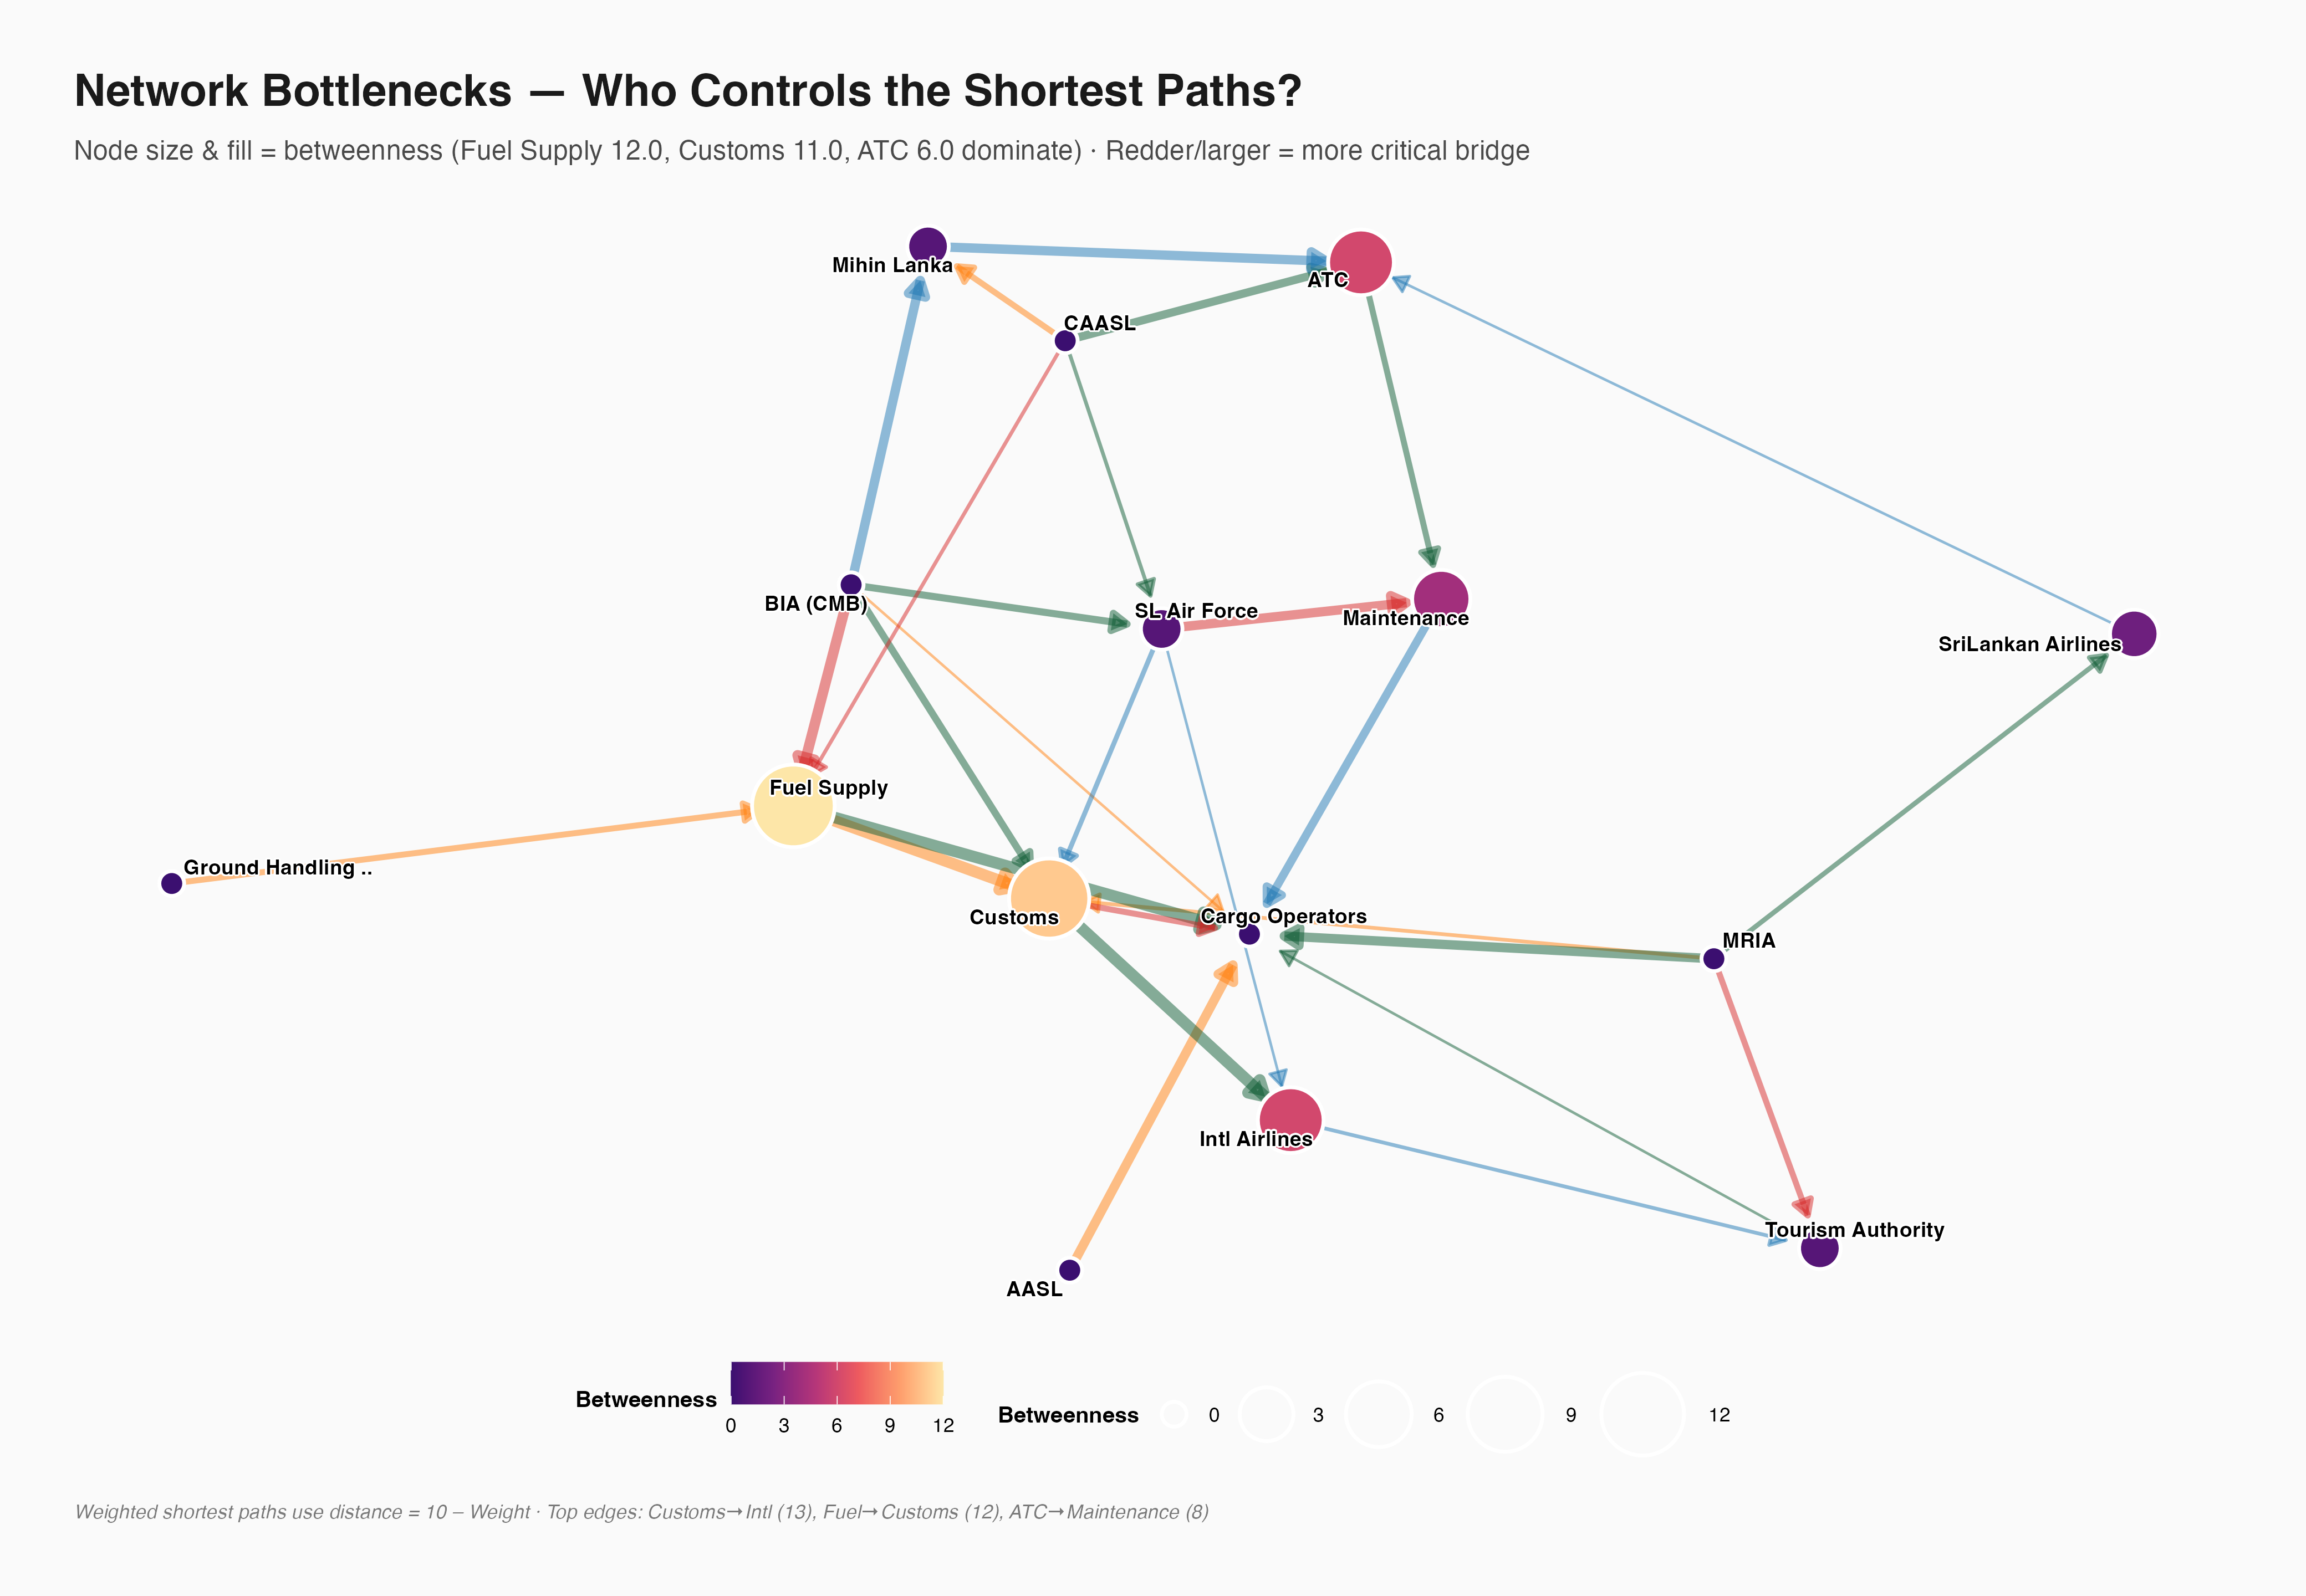 Network Bottlenecks — Who Controls the Shortest Paths?
Node size & fill = betweenness (Fuel Supply 12.0, Customs 11.0, ATC 6.0 dominate) · Redder/larger = more critical bridge
Mihin Lanka
ATC
CAASL
BIA (CMB)
SL Air Force
Maintenance
SriLankan Airlines
Fuel Supply
Ground Handling ..
Customs
Cargo Operators
MRIA
Intl Airlines
Tourism Authority
AASL
Betweenness
0 3 6 9 12
Betweenness
0 3 6 9 12
Weighted shortest paths use distance = 10 – Weight · Top edges: Customs→Intl (13), Fuel→Customs (12), ATC→Maintenance (8)